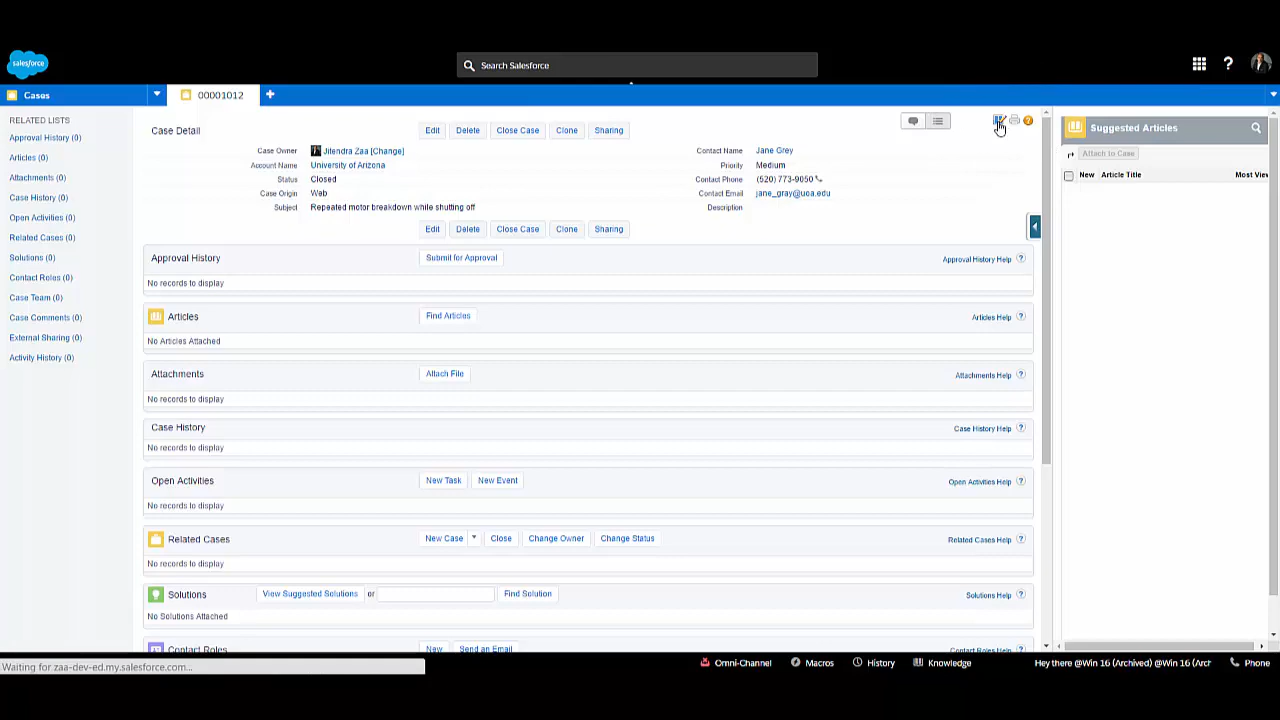 salesforce
Search Salesforce
?
Cases
00001012
+
RELATED LISTS
Approval History (0)
Articles (0)
Attachments (0)
Case History (0)
Open Activities (0)
Related Cases (0)
Solutions (0)
Contact Roles (0)
Case Team (0)
Case Comments (0)
External Sharing (0)
Activity History (0)
Case Detail
Edit Delete Close Case Clone Sharing
?
Case Owner Jitendra Zaa [Change]
Account Name University of Arizona
Status Closed
Case Origin Web
Subject Repeated motor breakdown while shutting off
Contact Name Jane Grey
Priority Medium
Contact Phone (520) 773-9050
Contact Email jane_gray@uoa.edu
Description
Edit Delete Close Case Clone Sharing
Approval History Submit for Approval Approval History Help ?
No records to display
Articles Find Articles Articles Help ?
No Articles Attached
Attachments Attach File Attachments Help ?
No records to display
Case History Case History Help ?
No records to display
Open Activities New Task New Event Open Activities Help ?
No records to display
Related Cases New Case Close Change Owner Change Status Related Cases Help ?
No records to display
Solutions View Suggested Solutions or Find Solution Solutions Help ?
No Solutions Attached
Contact Roles New Send an Email Contact Roles Help ?
Suggested Articles
Attach to Case
New Article Title Most View
Waiting for zaa-dev-ed.my.salesforce.com...
Omni-Channel Macros History Knowledge Hey there @Win 16 (Archived) @Win 16 (Arcl Phone